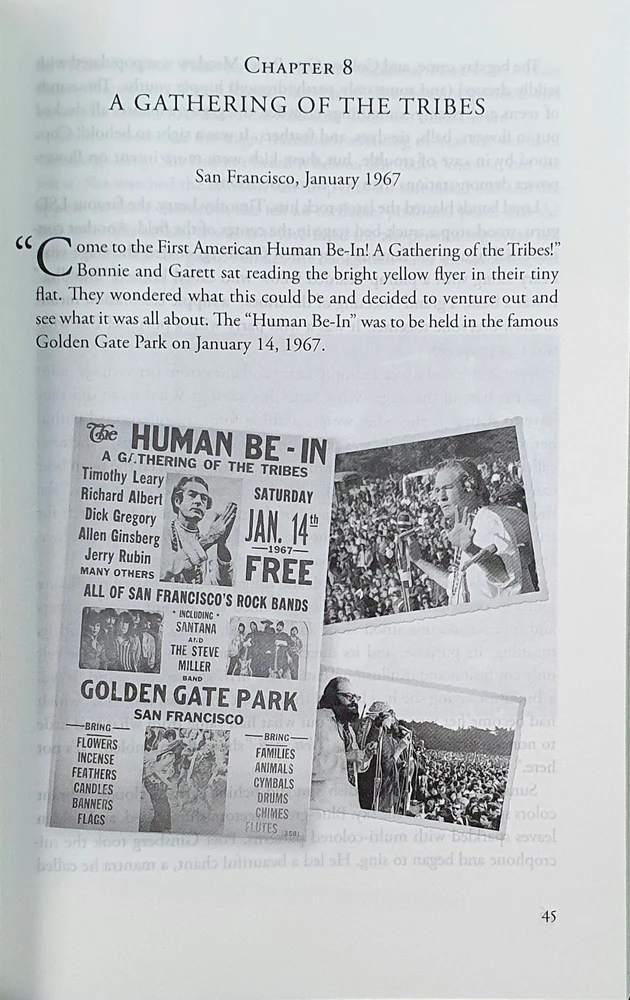 CHAPTER 8
A GATHERING OF THE TRIBES
San Francisco, January 1967
“Come to the First American Human Be-In! A Gathering of the Tribes!”
Bonnie and Garett sat reading the bright yellow flyer in their tiny
flat. They wondered what this could be and decided to venture out and
see what it was all about. The “Human Be-In” was to be held in the famous
Golden Gate Park on January 14, 1967.
The HUMAN BE-IN
A GATHERING OF THE TRIBES
Timothy Leary
Richard Albert
Dick Gregory
Allen Ginsberg
Jerry Rubin
MANY OTHERS
SATURDAY
JAN. 14th
—1967—
FREE
ALL OF SAN FRANCISCO'S ROCK BANDS
• INCLUDING •
SANTANA
AND
THE STEVE
MILLER
BAND
GOLDEN GATE PARK
SAN FRANCISCO
—BRING—
FLOWERS
INCENSE
FEATHERS
CANDLES
BANNERS
FLAGS
—BRING—
FAMILIES
ANIMALS
CYMBALS
DRUMS
CHIMES
FLUTES
45